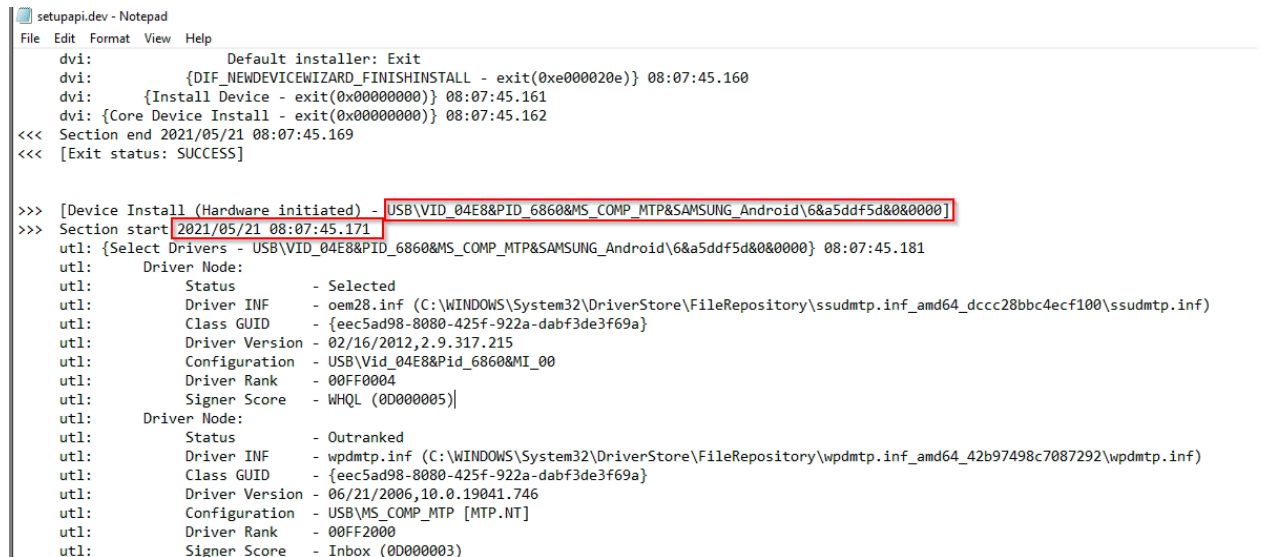 setupapi.dev - Notepad
File Edit Format View Help
dvi: Default installer: Exit
dvi: {DIF_NEWDEVICEWIZARD_FINISHINSTALL - exit(0xe000020e)} 08:07:45.160
dvi: {Install Device - exit(0x00000000)} 08:07:45.161
dvi: {Core Device Install - exit(0x00000000)} 08:07:45.162
<<< Section end 2021/05/21 08:07:45.169
<<< [Exit status: SUCCESS]
>>> [Device Install (Hardware initiated) - USB\VID_04E8&PID_6860&MS_COMP_MTP&SAMSUNG_Android\6&a5ddf5d&0&0000]
>>> Section start 2021/05/21 08:07:45.171
utl: {Select Drivers - USB\VID_04E8&PID_6860&MS_COMP_MTP&SAMSUNG_Android\6&a5ddf5d&0&0000} 08:07:45.181
utl: Driver Node:
utl: Status - Selected
utl: Driver INF - oem28.inf (C:\WINDOWS\System32\DriverStore\FileRepository\ssudmtp.inf_amd64_dccc28bbc4ecf100\ssudmtp.inf)
utl: Class GUID - {eec5ad98-8080-425f-922a-dabf3de3f69a}
utl: Driver Version - 02/16/2012,2.9.317.215
utl: Configuration - USB\Vid_04E8&Pid_6860&MI_00
utl: Driver Rank - 00FF0004
utl: Signer Score - WHQL (0D000005)
utl: Driver Node:
utl: Status - Outranked
utl: Driver INF - wpdmtp.inf (C:\WINDOWS\System32\DriverStore\FileRepository\wpdmtp.inf_amd64_42b97498c7087292\wpdmtp.inf)
utl: Class GUID - {eec5ad98-8080-425f-922a-dabf3de3f69a}
utl: Driver Version - 06/21/2006,10.0.19041.746
utl: Configuration - USB\MS_COMP_MTP [MTP.NT]
utl: Driver Rank - 00FF2000
utl: Signer Score - Inbox (0D000003)